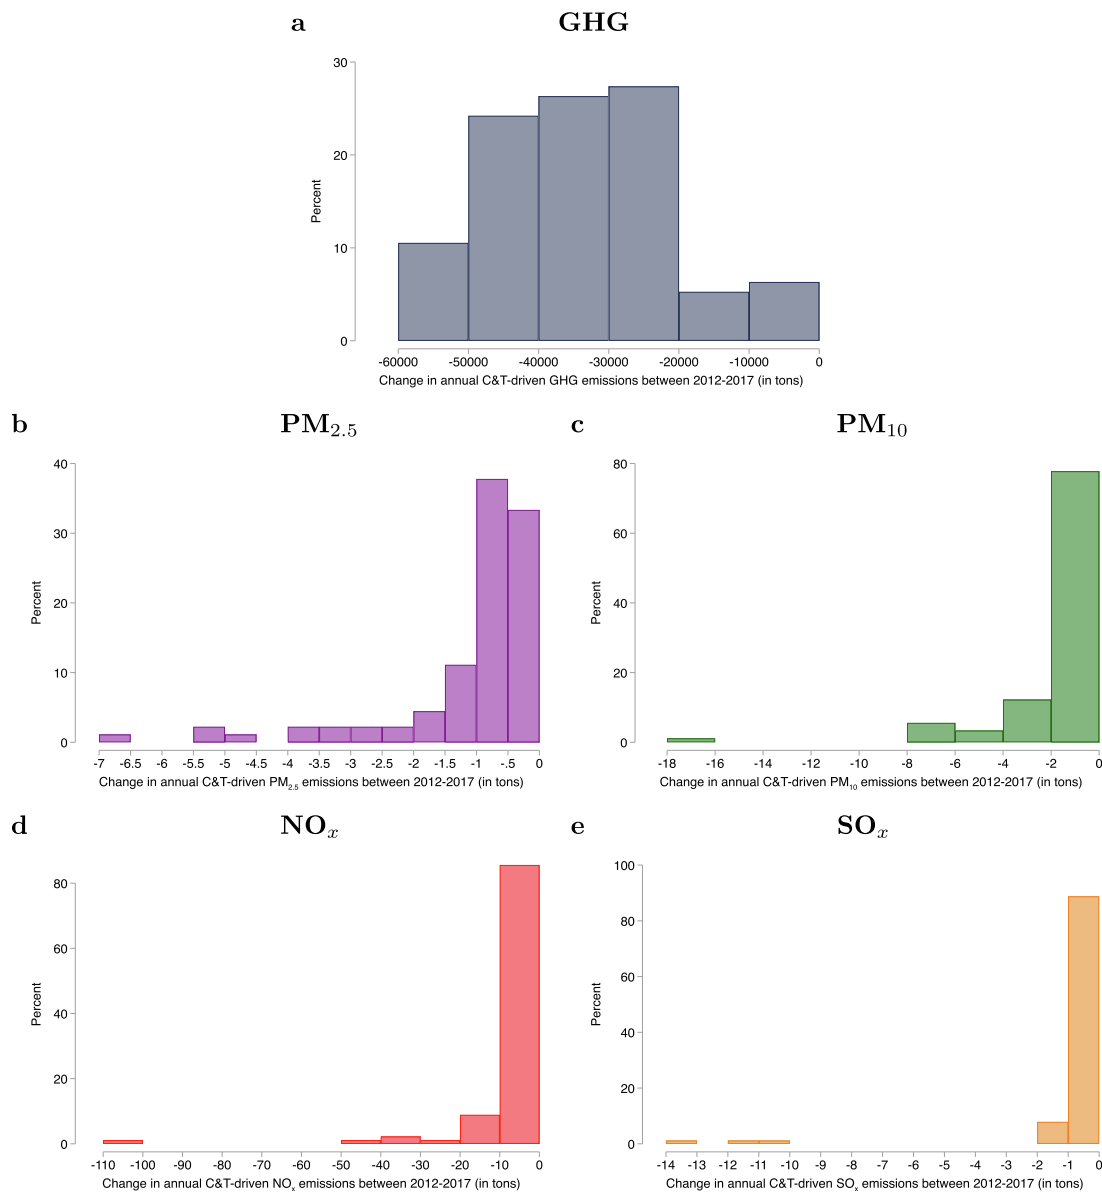 a GHG
Percent
30
20
10
0
-60000 -50000 -40000 -30000 -20000 -10000 0
Change in annual C&T-driven GHG emissions between 2012-2017 (in tons)
b PM2.5
Percent
40
30
20
10
0
-7 -6.5 -6 -5.5 -5 -4.5 -4 -3.5 -3 -2.5 -2 -1.5 -1 -.5 0
Change in annual C&T-driven PM2.5 emissions between 2012-2017 (in tons)
c PM10
Percent
80
60
40
20
0
-18 -16 -14 -12 -10 -8 -6 -4 -2 0
Change in annual C&T-driven PM10 emissions between 2012-2017 (in tons)
d NOx
Percent
80
60
40
20
0
-110 -100 -90 -80 -70 -60 -50 -40 -30 -20 -10 0
Change in annual C&T-driven NOx emissions between 2012-2017 (in tons)
e SOx
Percent
100
80
60
40
20
0
-14 -13 -12 -11 -10 -9 -8 -7 -6 -5 -4 -3 -2 -1 0
Change in annual C&T-driven SOx emissions between 2012-2017 (in tons)